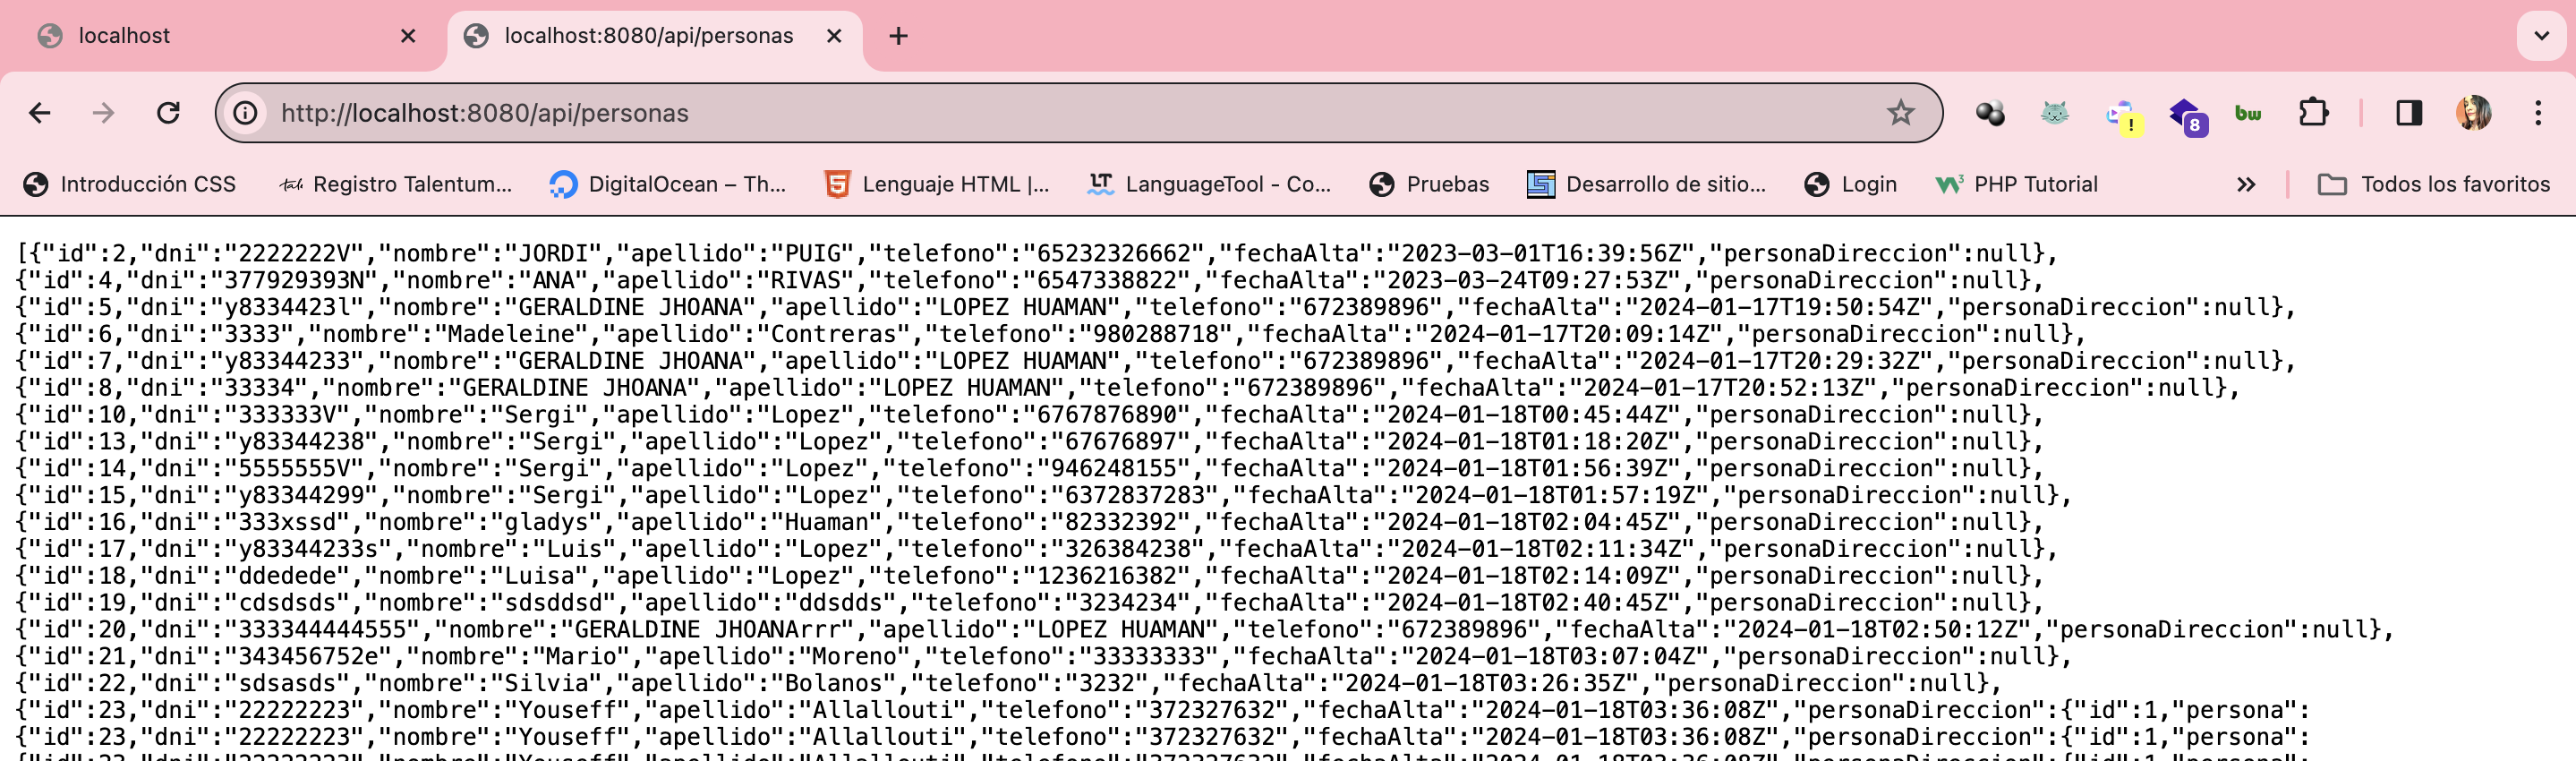 localhost
localhost:8080/api/personas
http://localhost:8080/api/personas
!
8
bw
Introducción CSS
Registro Talentum...
DigitalOcean – Th...
Lenguaje HTML |...
LanguageTool - Co...
Pruebas
Desarrollo de sitio...
Login
PHP Tutorial
Todos los favoritos
[{"id":2,"dni":"2222222V","nombre":"JORDI","apellido":"PUIG","telefono":"65232326662","fechaAlta":"2023-03-01T16:39:56Z","personaDireccion":null},
{"id":4,"dni":"377929393N","nombre":"ANA","apellido":"RIVAS","telefono":"6547338822","fechaAlta":"2023-03-24T09:27:53Z","personaDireccion":null},
{"id":5,"dni":"y8334423l","nombre":"GERALDINE JHOANA","apellido":"LOPEZ HUAMAN","telefono":"672389896","fechaAlta":"2024-01-17T19:50:54Z","personaDireccion":null},
{"id":6,"dni":"3333","nombre":"Madeleine","apellido":"Contreras","telefono":"980288718","fechaAlta":"2024-01-17T20:09:14Z","personaDireccion":null},
{"id":7,"dni":"y83344233","nombre":"GERALDINE JHOANA","apellido":"LOPEZ HUAMAN","telefono":"672389896","fechaAlta":"2024-01-17T20:29:32Z","personaDireccion":null},
{"id":8,"dni":"33334","nombre":"GERALDINE JHOANA","apellido":"LOPEZ HUAMAN","telefono":"672389896","fechaAlta":"2024-01-17T20:52:13Z","personaDireccion":null},
{"id":10,"dni":"333333V","nombre":"Sergi","apellido":"Lopez","telefono":"6767876890","fechaAlta":"2024-01-18T00:45:44Z","personaDireccion":null},
{"id":13,"dni":"y83344238","nombre":"Sergi","apellido":"Lopez","telefono":"67676897","fechaAlta":"2024-01-18T01:18:20Z","personaDireccion":null},
{"id":14,"dni":"5555555V","nombre":"Sergi","apellido":"Lopez","telefono":"946248155","fechaAlta":"2024-01-18T01:56:39Z","personaDireccion":null},
{"id":15,"dni":"y83344299","nombre":"Sergi","apellido":"Lopez","telefono":"6372837283","fechaAlta":"2024-01-18T01:57:19Z","personaDireccion":null},
{"id":16,"dni":"333xssd","nombre":"gladys","apellido":"Huaman","telefono":"82332392","fechaAlta":"2024-01-18T02:04:45Z","personaDireccion":null},
{"id":17,"dni":"y83344233s","nombre":"Luis","apellido":"Lopez","telefono":"326384238","fechaAlta":"2024-01-18T02:11:34Z","personaDireccion":null},
{"id":18,"dni":"ddedede","nombre":"Luisa","apellido":"Lopez","telefono":"1236216382","fechaAlta":"2024-01-18T02:14:09Z","personaDireccion":null},
{"id":19,"dni":"cdsdsds","nombre":"sdsddsd","apellido":"ddsdds","telefono":"3234234","fechaAlta":"2024-01-18T02:40:45Z","personaDireccion":null},
{"id":20,"dni":"333344444555","nombre":"GERALDINE JHOANArrr","apellido":"LOPEZ HUAMAN","telefono":"672389896","fechaAlta":"2024-01-18T02:50:12Z","personaDireccion":null},
{"id":21,"dni":"343456752e","nombre":"Mario","apellido":"Moreno","telefono":"33333333","fechaAlta":"2024-01-18T03:07:04Z","personaDireccion":null},
{"id":22,"dni":"sdsasds","nombre":"Silvia","apellido":"Bolanos","telefono":"3232","fechaAlta":"2024-01-18T03:26:35Z","personaDireccion":null},
{"id":23,"dni":"22222223","nombre":"Youseff","apellido":"Allallouti","telefono":"372327632","fechaAlta":"2024-01-18T03:36:08Z","personaDireccion":{"id":1,"persona":
{"id":23,"dni":"22222223","nombre":"Youseff","apellido":"Allallouti","telefono":"372327632","fechaAlta":"2024-01-18T03:36:08Z","personaDireccion":{"id":1,"persona":